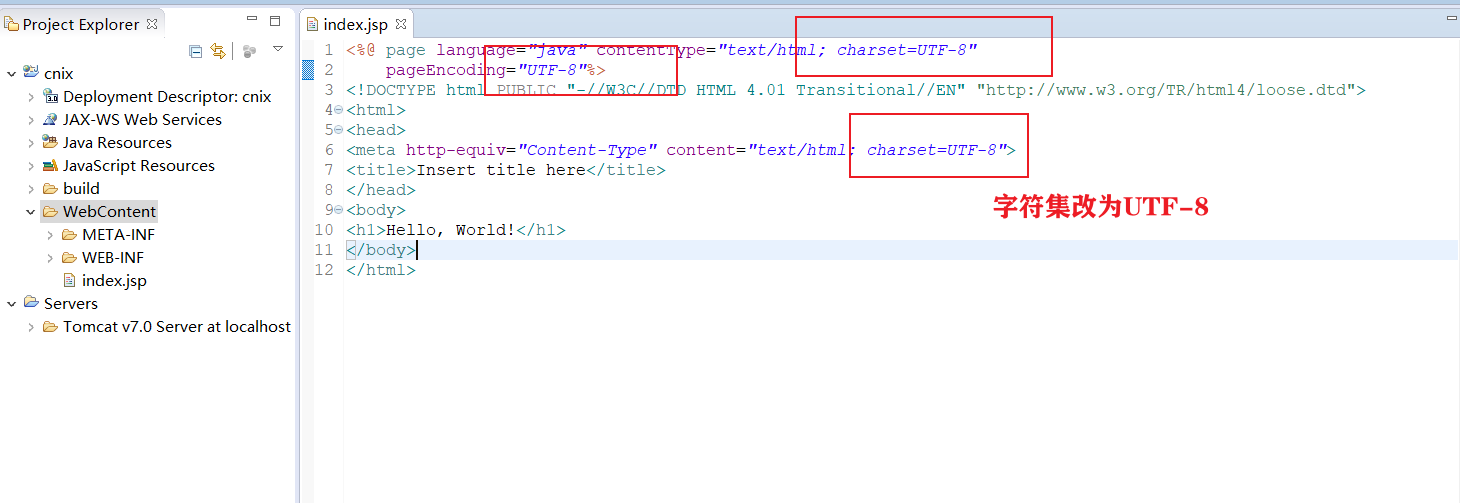 Project Explorer
cnix
Deployment Descriptor: cnix
JAX-WS Web Services
Java Resources
JavaScript Resources
build
WebContent
META-INF
WEB-INF
index.jsp
Servers
Tomcat v7.0 Server at localhost
index.jsp
1 <%@ page language="java" contentType="text/html; charset=UTF-8"
2     pageEncoding="UTF-8"%>
3 <!DOCTYPE html PUBLIC "-//W3C//DTD HTML 4.01 Transitional//EN" "http://www.w3.org/TR/html4/loose.dtd">
4 <html>
5 <head>
6 <meta http-equiv="Content-Type" content="text/html; charset=UTF-8">
7 <title>Insert title here</title>
8 </head>
9 <body>
10 <h1>Hello, World!</h1>
11 </body>
12 </html>
字符集改为UTF-8